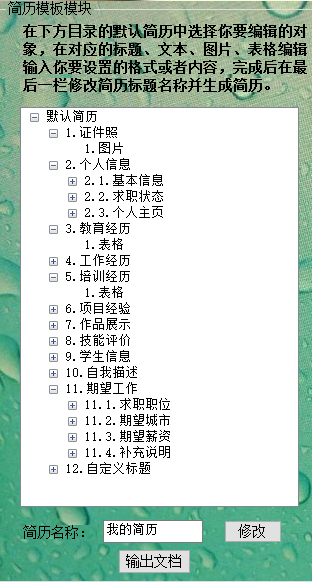 简历模板模块
在下方目录的默认简历中选择你要编辑的对
象，在对应的标题、文本、图片、表格编辑
输入你要设置的格式或者内容，完成后在最
后一栏修改简历标题名称并生成简历。
默认简历
1.证件照
1.图片
2.个人信息
2.1.基本信息
2.2.求职状态
2.3.个人主页
3.教育经历
1.表格
4.工作经历
5.培训经历
1.表格
6.项目经验
7.作品展示
8.技能评价
9.学生信息
10.自我描述
11.期望工作
11.1.求职职位
11.2.期望城市
11.3.期望薪资
11.4.补充说明
12.自定义标题
简历名称： 我的简历 修改
输出文档